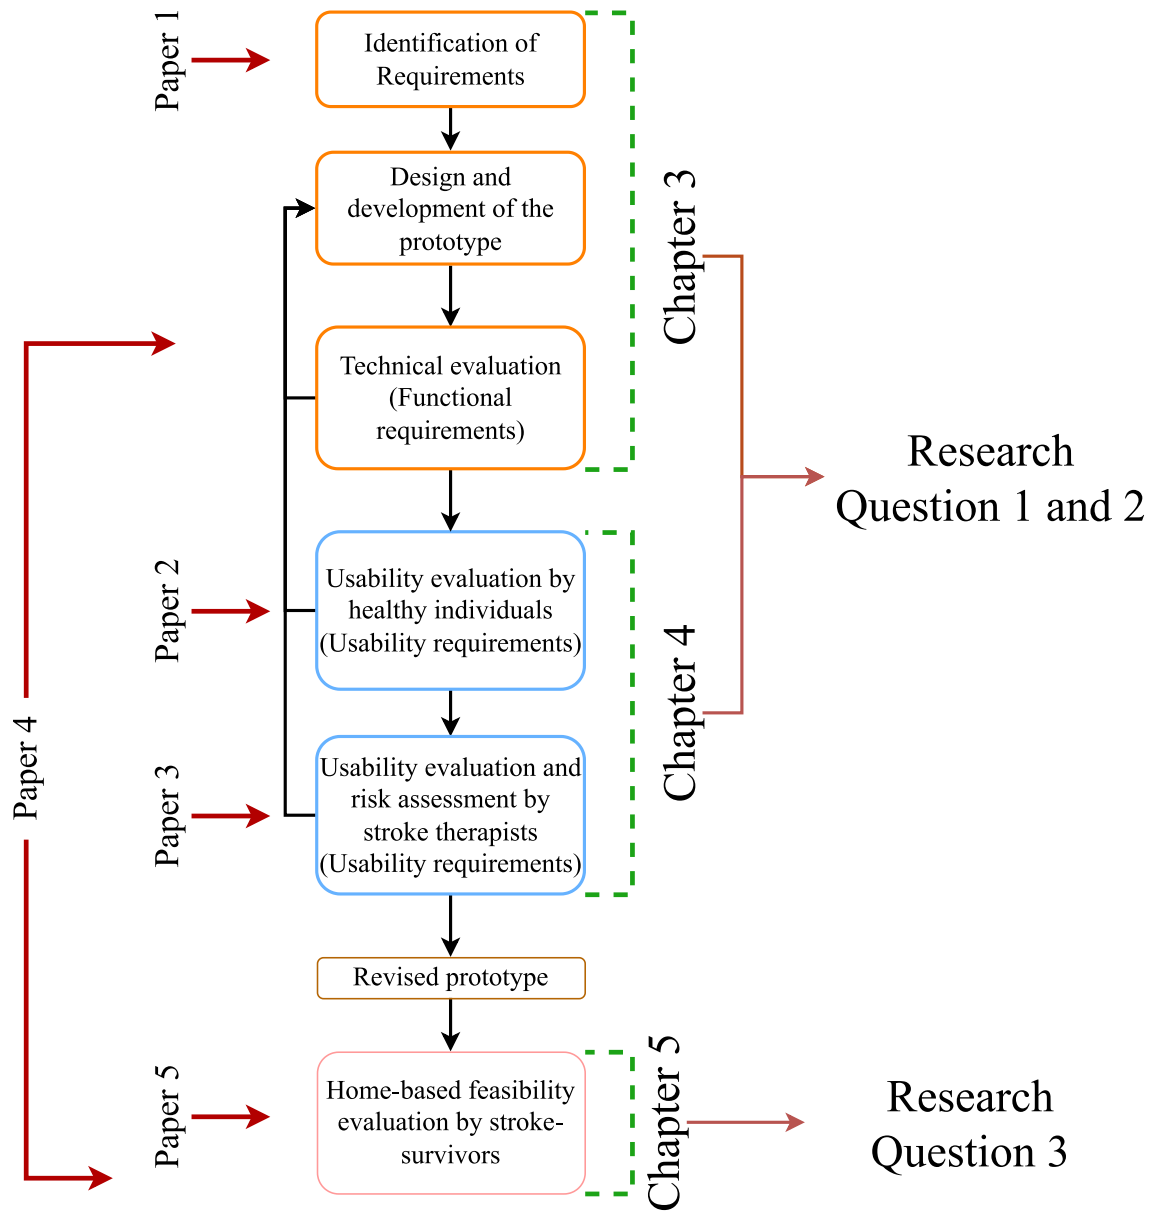 Paper 1
Identification of
Requirements
Design and
development of the
prototype
Chapter 3
Technical evaluation
(Functional
requirements)
Research
Question 1 and 2
Paper 2
Usability evaluation by
healthy individuals
(Usability requirements)
Chapter 4
Paper 4
Paper 3
Usability evaluation and
risk assessment by
stroke therapists
(Usability requirements)
Revised prototype
Paper 5
Home-based feasibility
evaluation by stroke-
survivors
Chapter 5
Research
Question 3